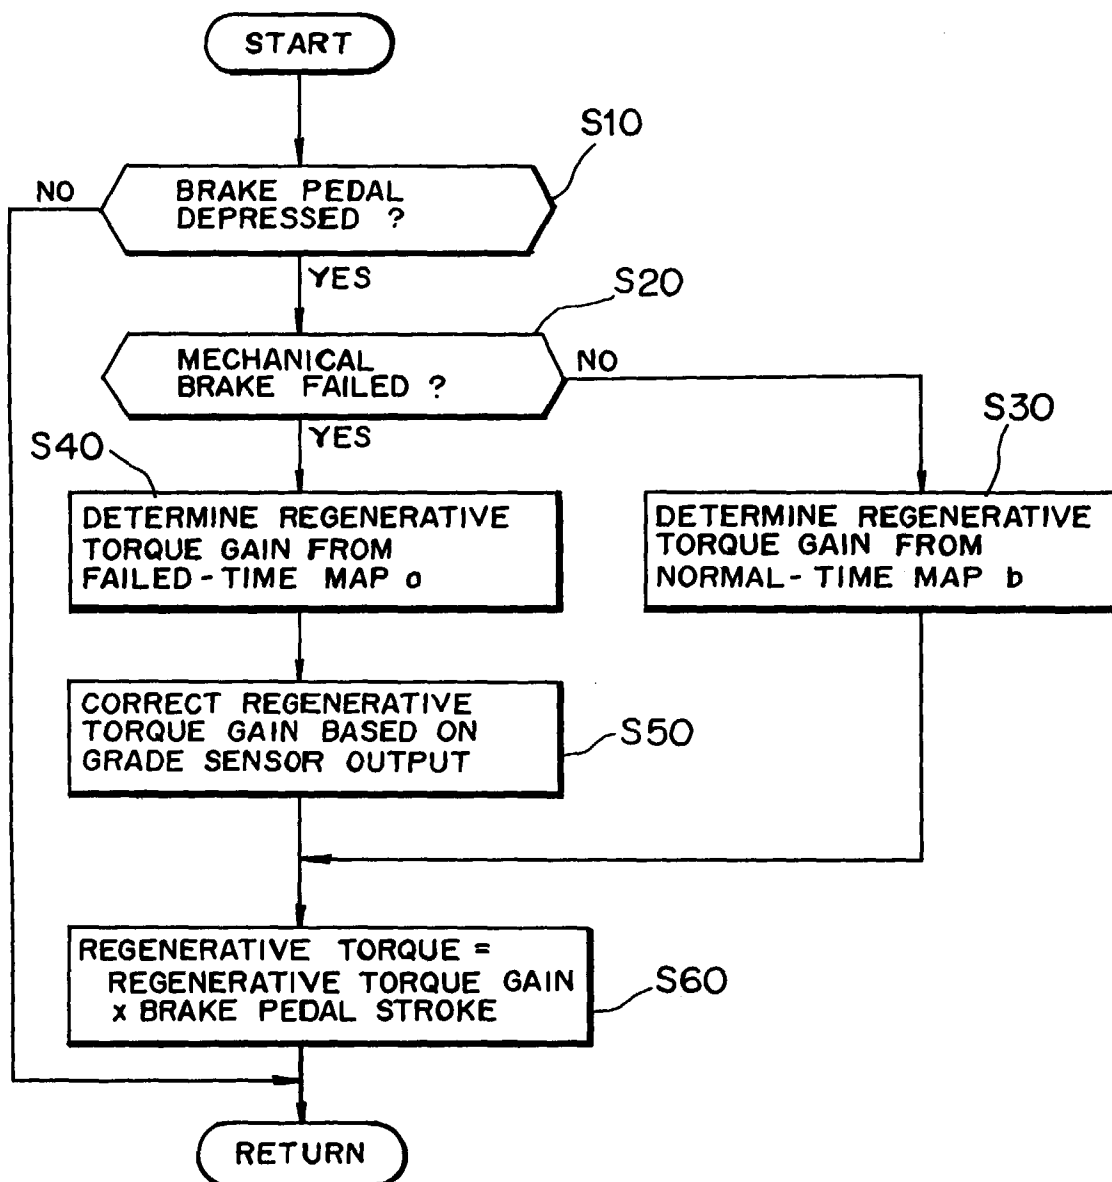 START
S10
NO
BRAKE PEDAL
DEPRESSED ?
YES
S20
MECHANICAL
BRAKE FAILED ?
NO
YES
S40
S30
DETERMINE REGENERATIVE
TORQUE GAIN FROM
FAILED-TIME MAP a
DETERMINE REGENERATIVE
TORQUE GAIN FROM
NORMAL-TIME MAP b
CORRECT REGENERATIVE
TORQUE GAIN BASED ON
GRADE SENSOR OUTPUT
S50
REGENERATIVE TORQUE =
REGENERATIVE TORQUE GAIN
x BRAKE PEDAL STROKE
S60
RETURN